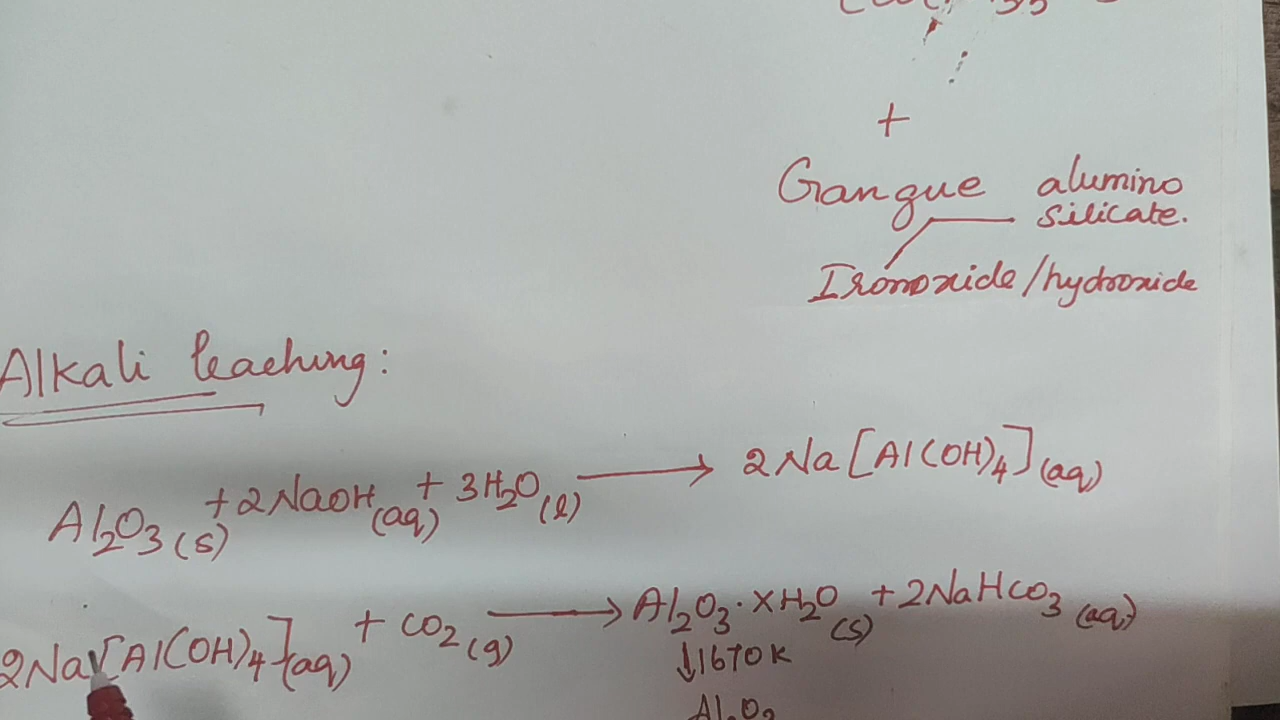 +
Gangue alumino
silicate.
Ironoxide/hydroxide
Alkali leaching:
Al₂O₃(s) + 2NaOH(aq) + 3H₂O(l) ⟶ 2Na[Al(OH)₄](aq)
2Na[Al(OH)₄](aq) + CO₂(g) ⟶ Al₂O₃·XH₂O(s) + 2NaHCO₃(aq)
↓1670K
Al₂O₃